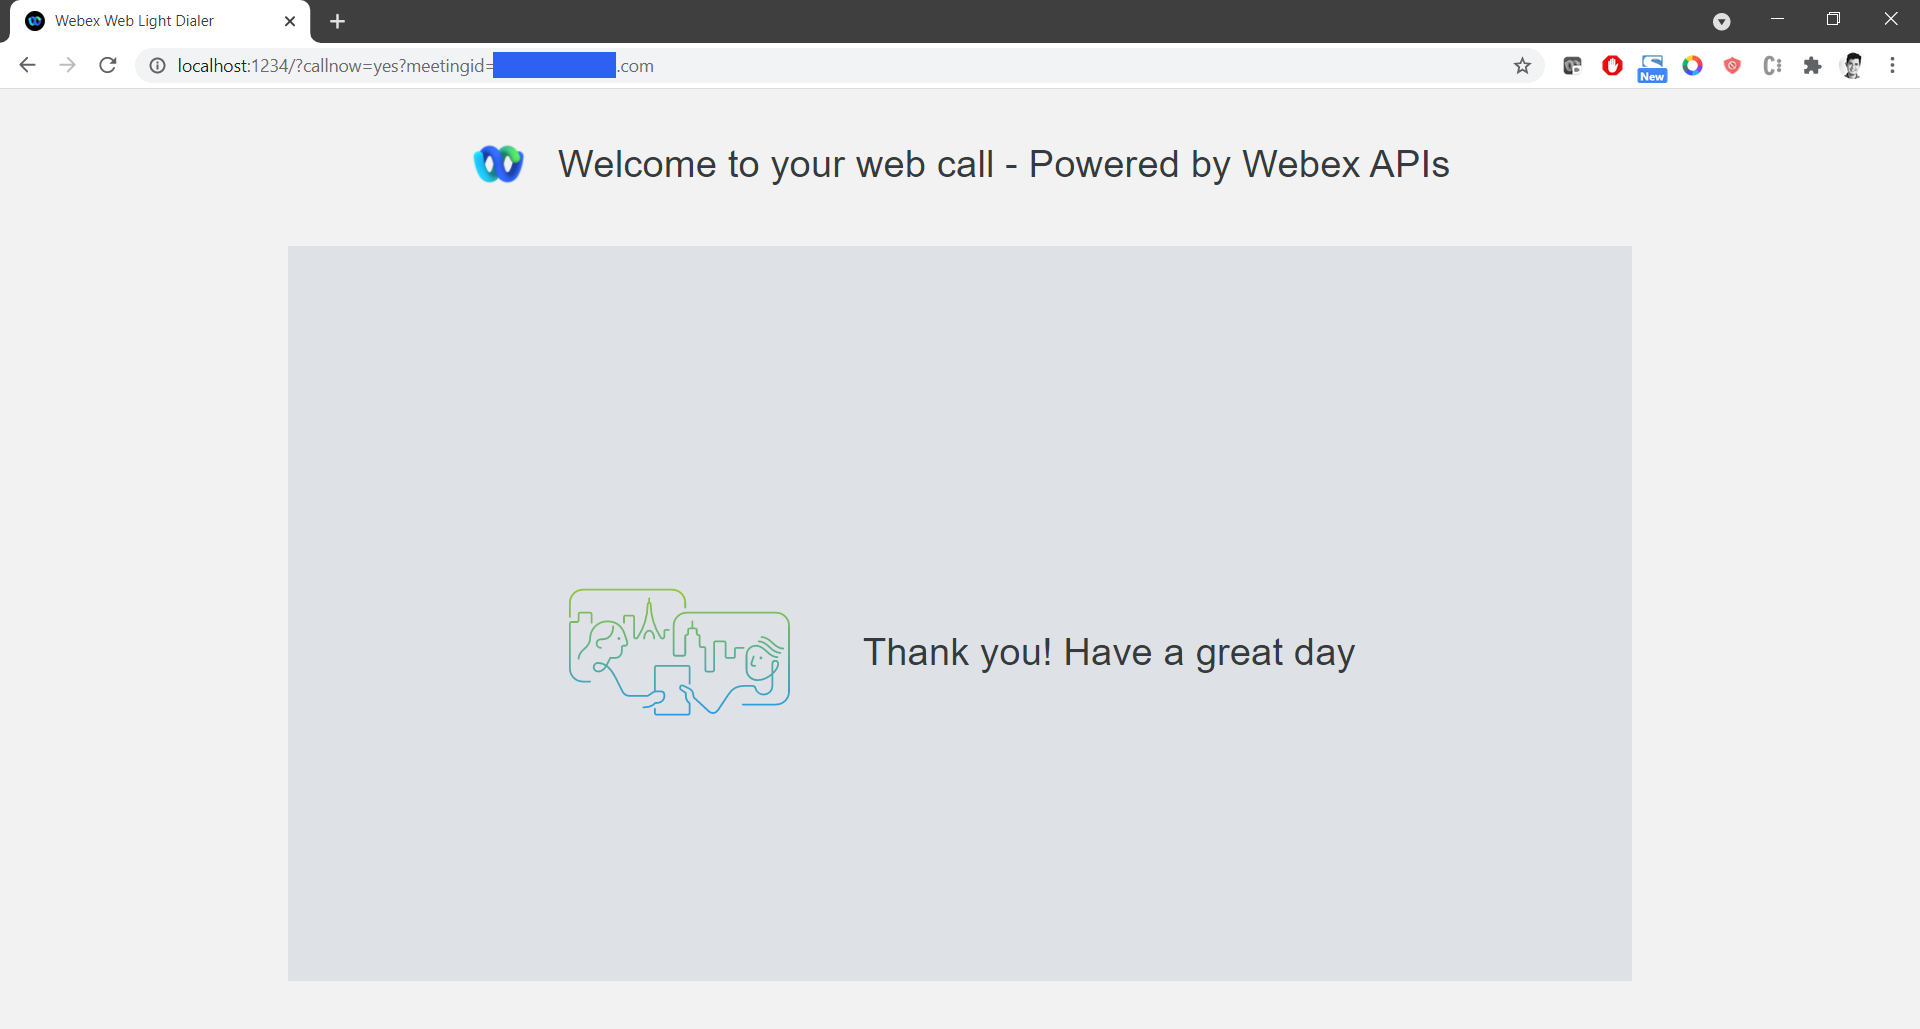 Webex Web Light Dialer
localhost:1234/?callnow=yes?meetingid= .com
New
Welcome to your web call - Powered by Webex APIs
Thank you! Have a great day